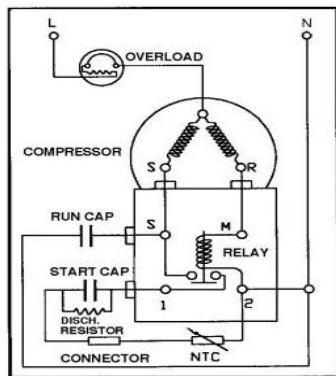 L N
OVERLOAD
COMPRESSOR
S R
RUN CAP
S M
RELAY
START CAP
1 2
DISCH.
RESISTOR
CONNECTOR NTC